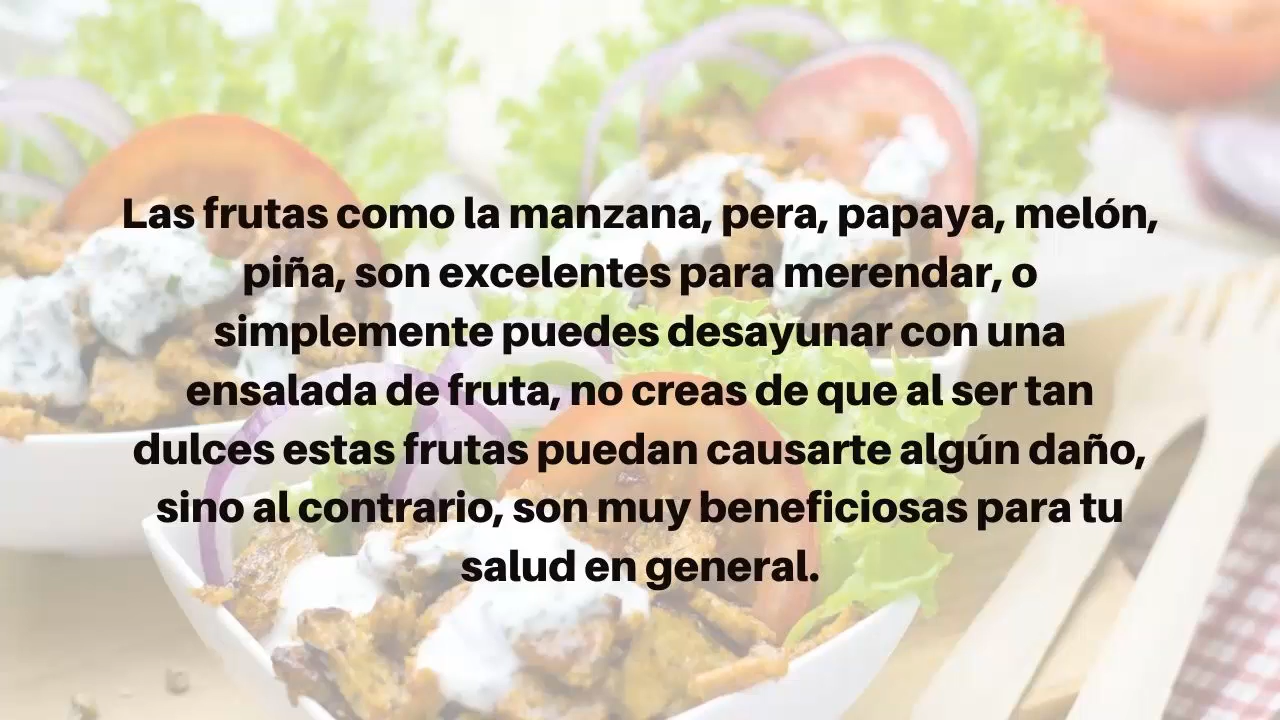 Las frutas como la manzana, pera, papaya, melón,
piña, son excelentes para merendar, o
simplemente puedes desayunar con una
ensalada de fruta, no creas de que al ser tan
dulces estas frutas puedan causarte algún daño,
sino al contrario, son muy beneficiosas para tu
salud en general.